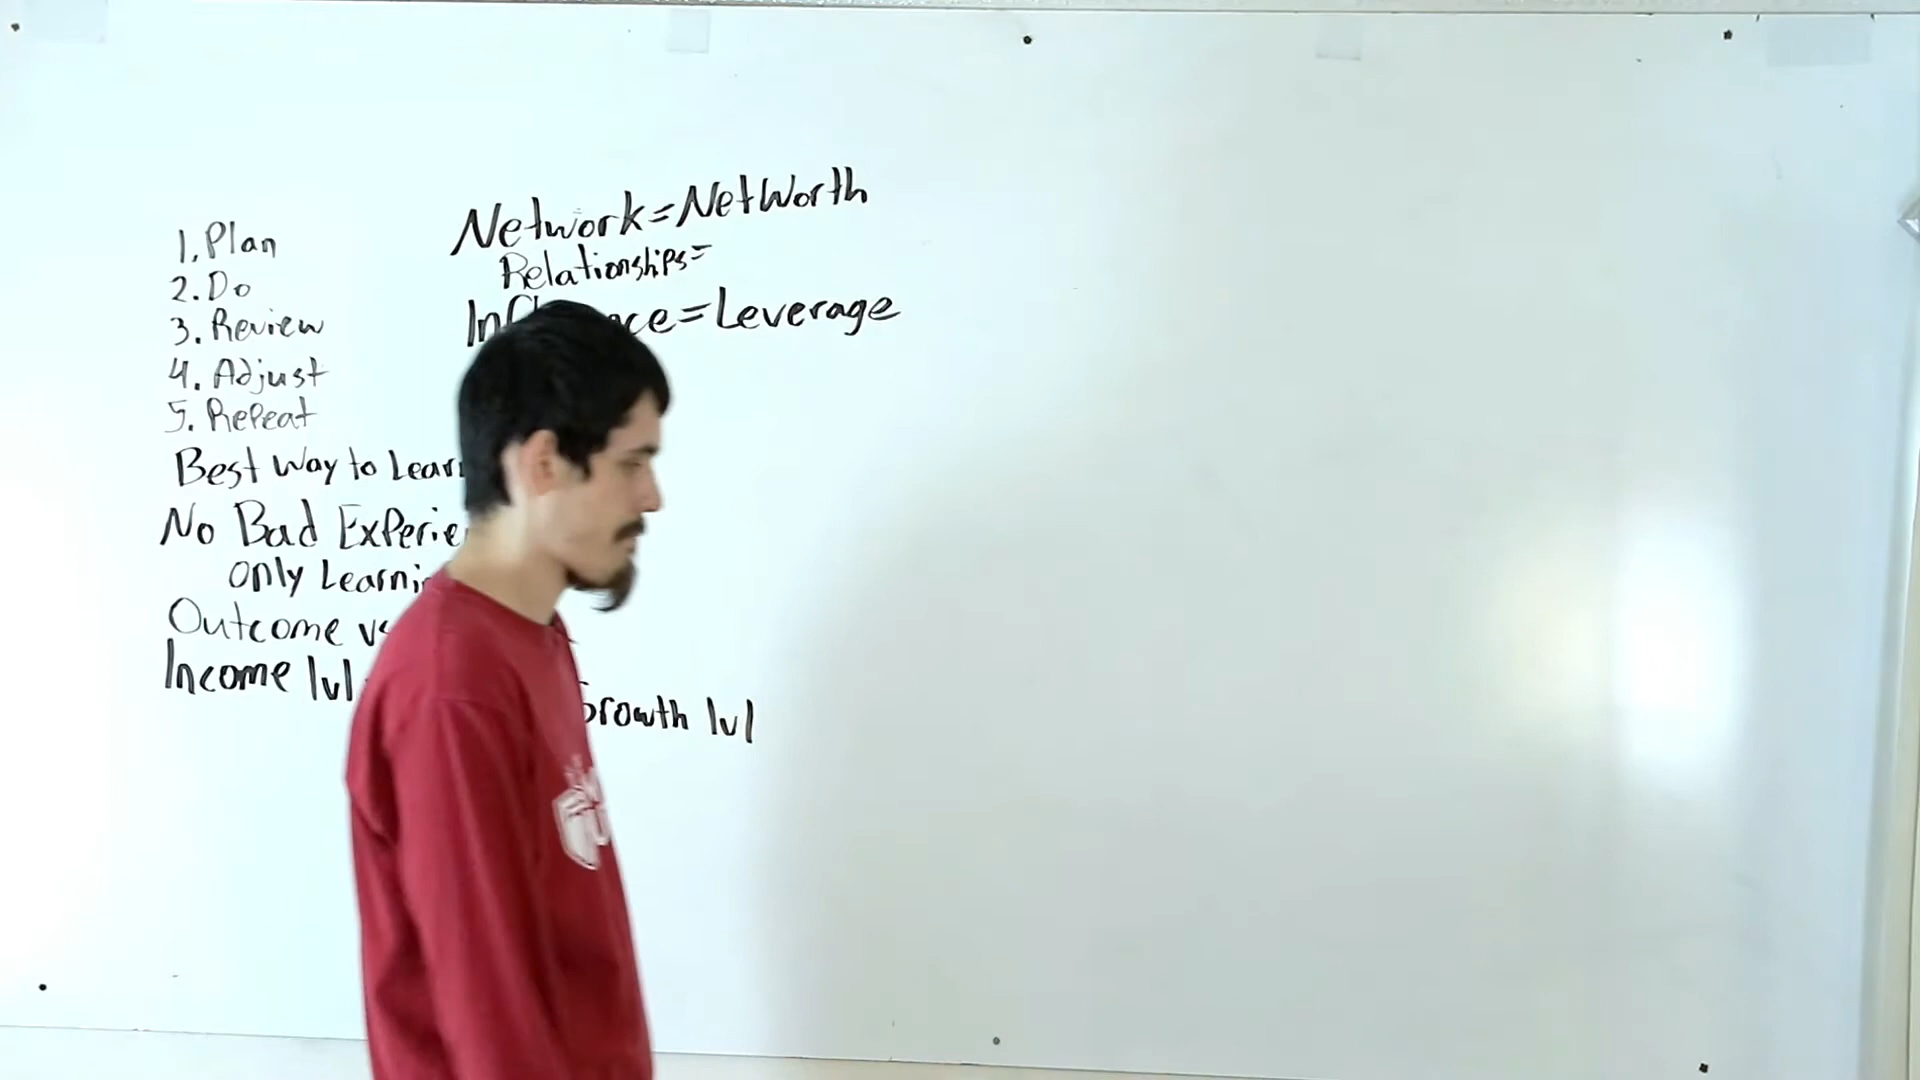 1. Plan
2. Do
3. Review
4. Adjust
5. Repeat
Best Way to
No Bad
only
Outcome vs
Income lvl
lvl
Network=NetWorth
Relationships=
=Leverage